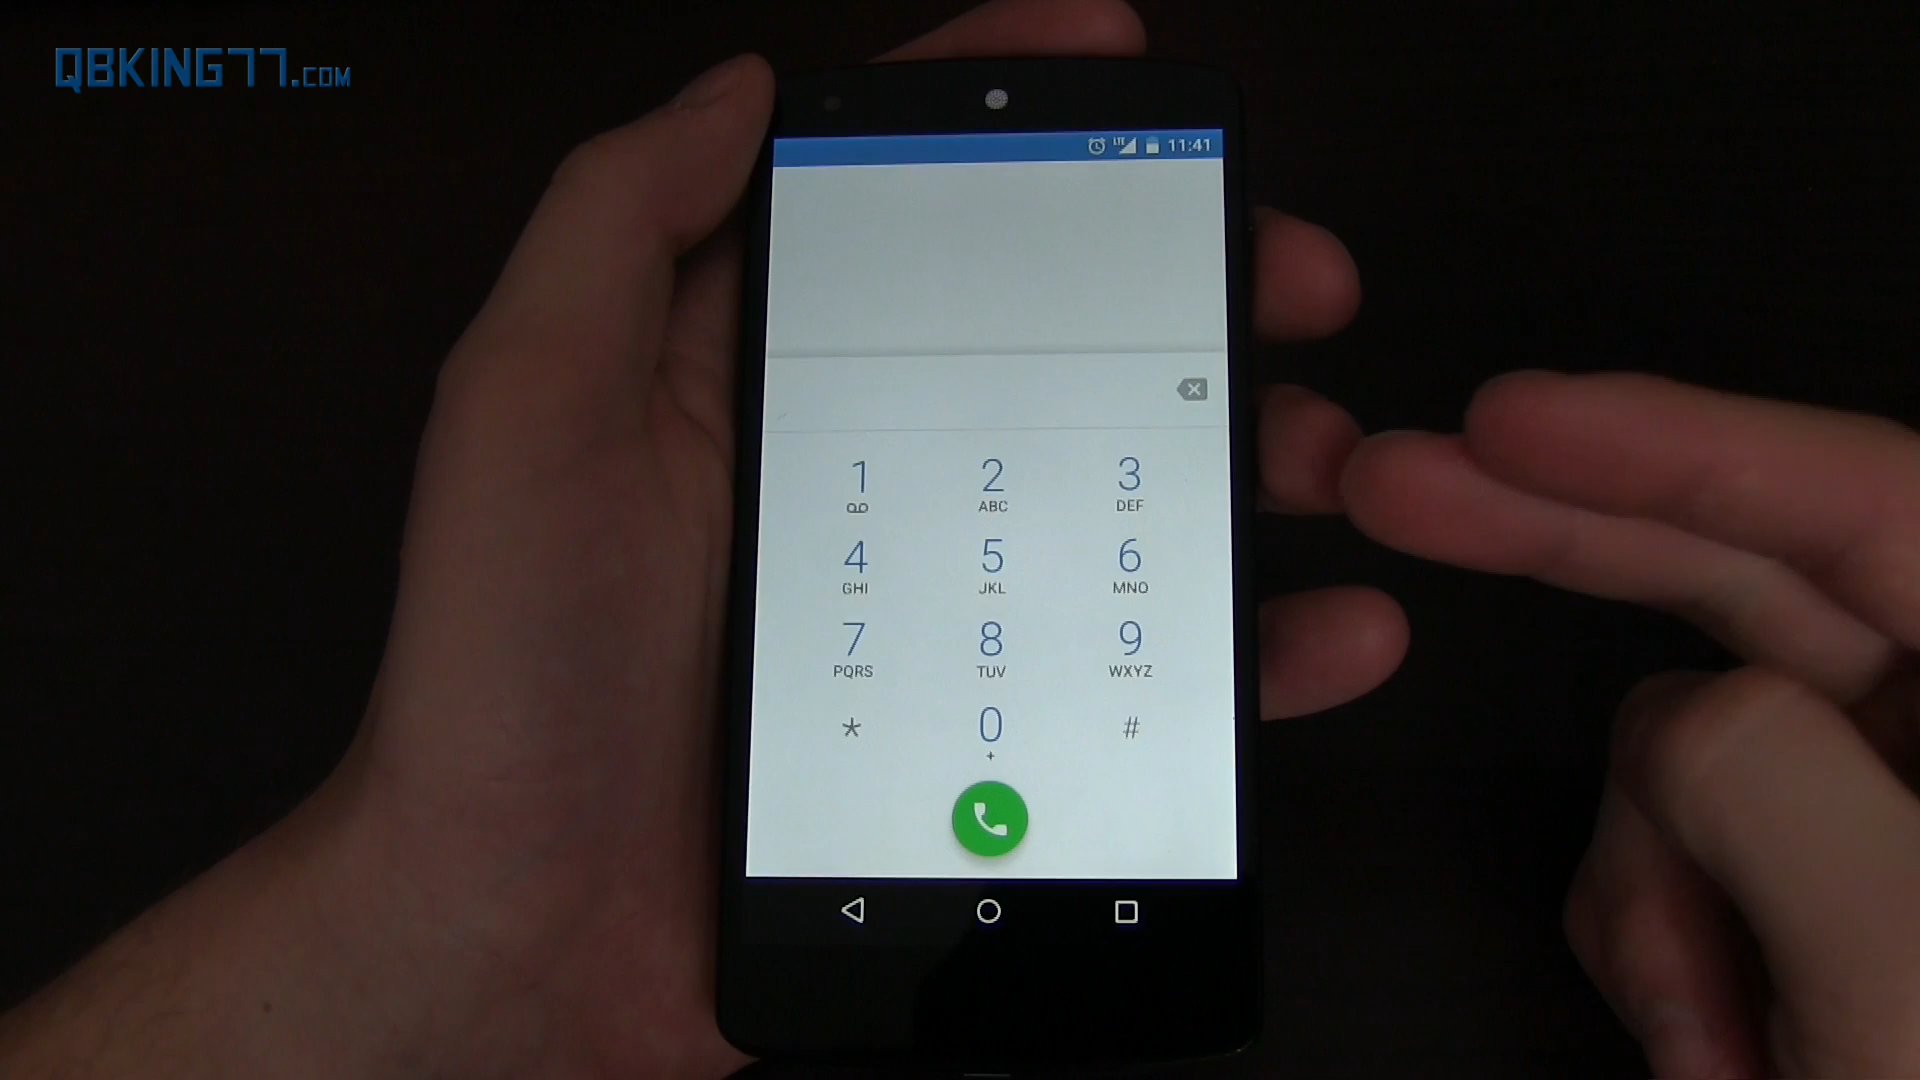 QBKING77.COM
LTE 11:41
1 2 3
ABC DEF
4 5 6
GHI JKL MNO
7 8 9
PQRS TUV WXYZ
* 0 #
+